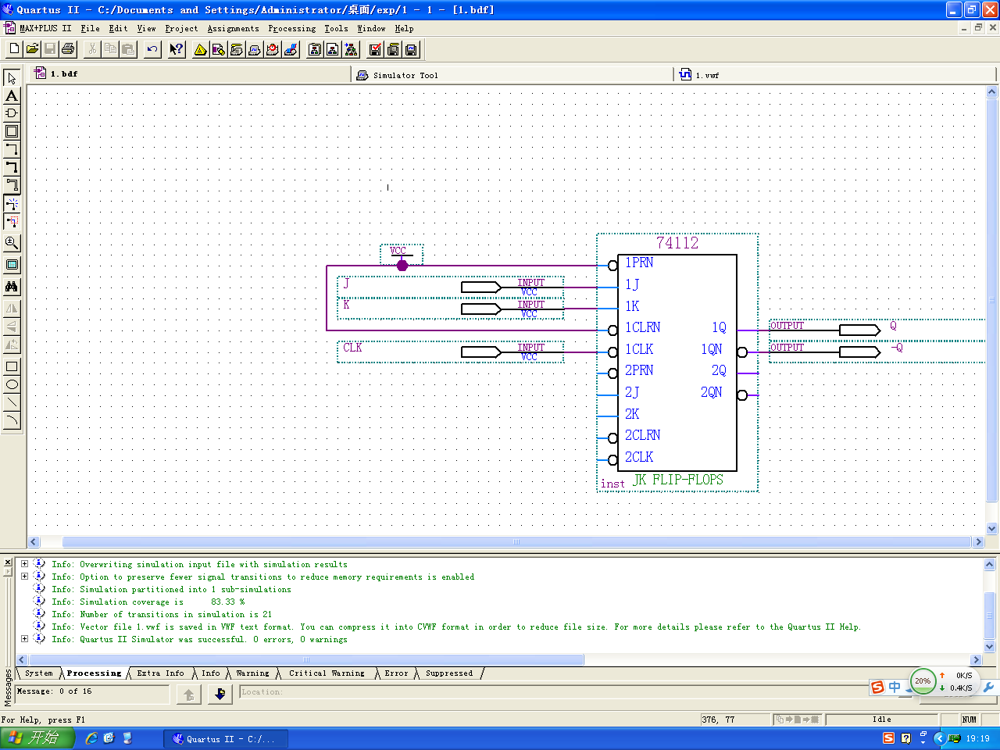 Quartus II - C:/Documents and Settings/Administrator/桌面/exp/1 - 1 - [1.bdf]
MAX+PLUS II File Edit View Project Assignments Processing Tools Window Help
1.bdf
Simulator Tool
1.vwf
74112
VCC
1PRN
J INPUT VCC 1J
K INPUT VCC 1K
1CLRN 1Q OUTPUT Q
CLK INPUT VCC 1CLK 1QN OUTPUT -Q
2PRN 2Q
2J 2QN
2K
2CLRN
2CLK
inst JK FLIP-FLOPS
Info: Overwriting simulation input file with simulation results
Info: Option to preserve fewer signal transitions to reduce memory requirements is enabled
Info: Simulation partitioned into 1 sub-simulations
Info: Simulation coverage is 83.33 %
Info: Number of transitions in simulation is 21
Info: Vector file 1.vwf is saved in VWF text format. You can compress it into CVWF format in order to reduce file size. For more details please refer to the Quartus II Help.
Info: Quartus II Simulator was successful. 0 errors, 0 warnings
System Processing Extra Info Info Warning Critical Warning Error Suppressed
Messages
Message: 0 of 16
Location:
中
20%
0K/S
0.4K/S
For Help, press F1
376, 77
Idle
NUM
开始
Quartus II - C:/...
19:19